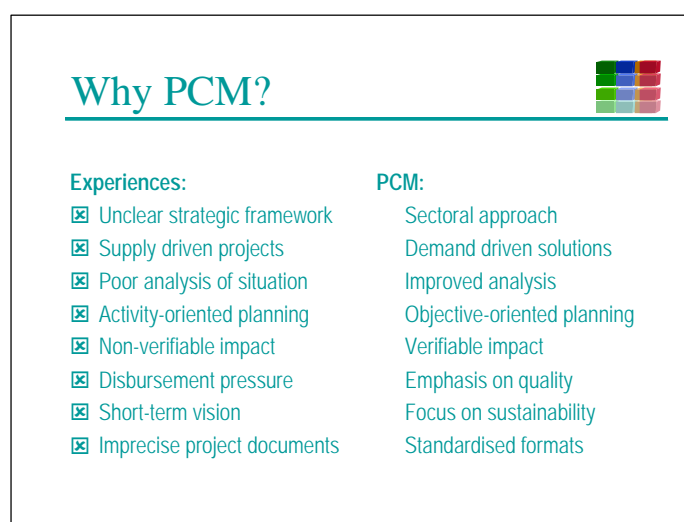 Why PCM?
Experiences:
Unclear strategic framework
Supply driven projects
Poor analysis of situation
Activity-oriented planning
Non-verifiable impact
Disbursement pressure
Short-term vision
Imprecise project documents
PCM:
Sectoral approach
Demand driven solutions
Improved analysis
Objective-oriented planning
Verifiable impact
Emphasis on quality
Focus on sustainability
Standardised formats